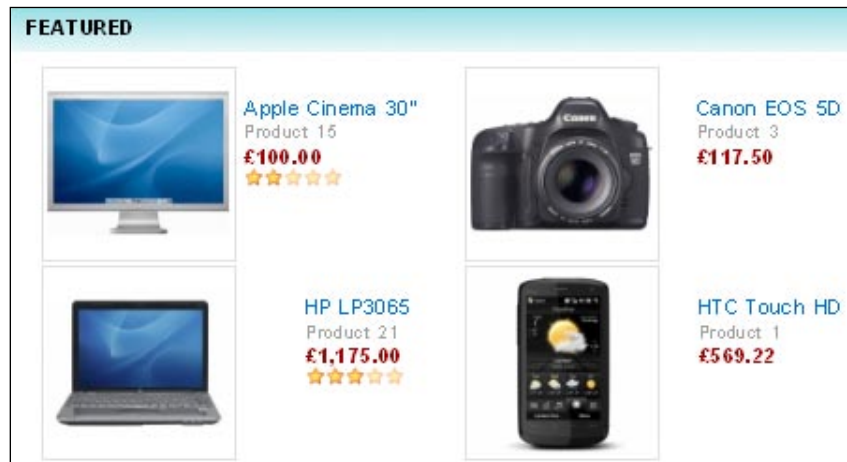 FEATURED
Apple Cinema 30"
Product 15
£100.00
Canon
Canon EOS 5D
Product 3
£117.50
HP LP3065
Product 21
£1,175.00
HTC Touch HD
Product 1
£569.22